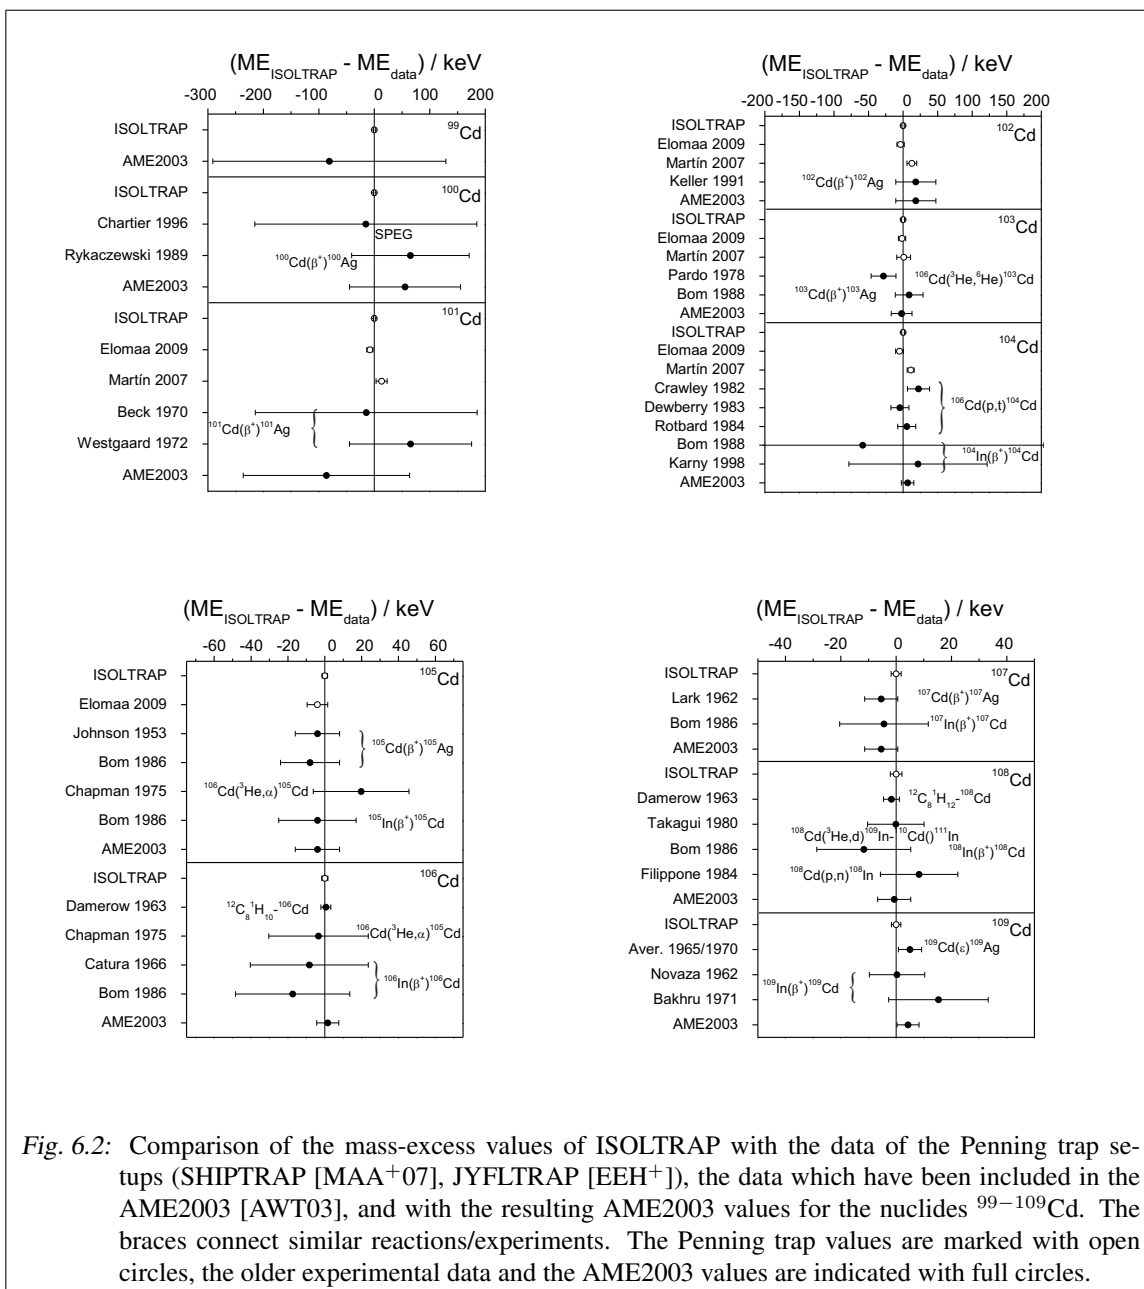 (ME_ISOLTRAP - ME_data) / keV
-300 -200 -100 0 100 200
ISOLTRAP ⁹⁹Cd
AME2003
ISOLTRAP ¹⁰⁰Cd
Chartier 1996
SPEG
Rykaczewski 1989 ¹⁰⁰Cd(β⁺)¹⁰⁰Ag
AME2003
ISOLTRAP ¹⁰¹Cd
Elomaa 2009
Martín 2007
Beck 1970
¹⁰¹Cd(β⁺)¹⁰¹Ag
Westgaard 1972
AME2003
(ME_ISOLTRAP - ME_data) / keV
-200 -150 -100 -50 0 50 100 150 200
ISOLTRAP ¹⁰²Cd
Elomaa 2009
Martín 2007
Keller 1991 ¹⁰²Cd(β⁺)¹⁰²Ag
AME2003
ISOLTRAP ¹⁰³Cd
Elomaa 2009
Martín 2007
Pardo 1978 ¹⁰⁶Cd(³He,⁶He)¹⁰³Cd
Bom 1988 ¹⁰³Cd(β⁺)¹⁰³Ag
AME2003
ISOLTRAP ¹⁰⁴Cd
Elomaa 2009
Martín 2007
Crawley 1982
Dewberry 1983 ¹⁰⁶Cd(p,t)¹⁰⁴Cd
Rotbard 1984
Bom 1988
¹⁰⁴In(β⁺)¹⁰⁴Cd
Karny 1998
AME2003
(ME_ISOLTRAP - ME_data) / keV
-60 -40 -20 0 20 40 60
ISOLTRAP ¹⁰⁵Cd
Elomaa 2009
Johnson 1953
¹⁰⁵Cd(β⁺)¹⁰⁵Ag
Bom 1986
Chapman 1975 ¹⁰⁶Cd(³He,α)¹⁰⁵Cd
Bom 1986 ¹⁰⁵In(β⁺)¹⁰⁵Cd
AME2003
ISOLTRAP ¹⁰⁶Cd
Damerow 1963 ¹²C₈¹H₁₀-¹⁰⁶Cd
Chapman 1975 ¹⁰⁶Cd(³He,α)¹⁰⁵Cd
Catura 1966
¹⁰⁶In(β⁺)¹⁰⁶Cd
Bom 1986
AME2003
(ME_ISOLTRAP - ME_data) / kev
-40 -20 0 20 40
ISOLTRAP ¹⁰⁷Cd
Lark 1962 ¹⁰⁷Cd(β⁺)¹⁰⁷Ag
Bom 1986 ¹⁰⁷In(β⁺)¹⁰⁷Cd
AME2003
ISOLTRAP ¹⁰⁸Cd
Damerow 1963 ¹²C₈¹H₁₂-¹⁰⁸Cd
Takagui 1980
¹⁰⁸Cd(³He,d)¹⁰⁹In-¹¹⁰Cd()¹¹¹In
Bom 1986 ¹⁰⁸In(β⁺)¹⁰⁸Cd
Filippone 1984 ¹⁰⁸Cd(p,n)¹⁰⁸In
AME2003
ISOLTRAP ¹⁰⁹Cd
Aver. 1965/1970 ¹⁰⁹Cd(ε)¹⁰⁹Ag
Novaza 1962
¹⁰⁹In(β⁺)¹⁰⁹Cd
Bakhru 1971
AME2003
Fig. 6.2: Comparison of the mass-excess values of ISOLTRAP with the data of the Penning trap se-
tups (SHIPTRAP [MAA⁺07], JYFLTRAP [EEH⁺]), the data which have been included in the
AME2003 [AWT03], and with the resulting AME2003 values for the nuclides ⁹⁹⁻¹⁰⁹Cd. The
braces connect similar reactions/experiments. The Penning trap values are marked with open
circles, the older experimental data and the AME2003 values are indicated with full circles.